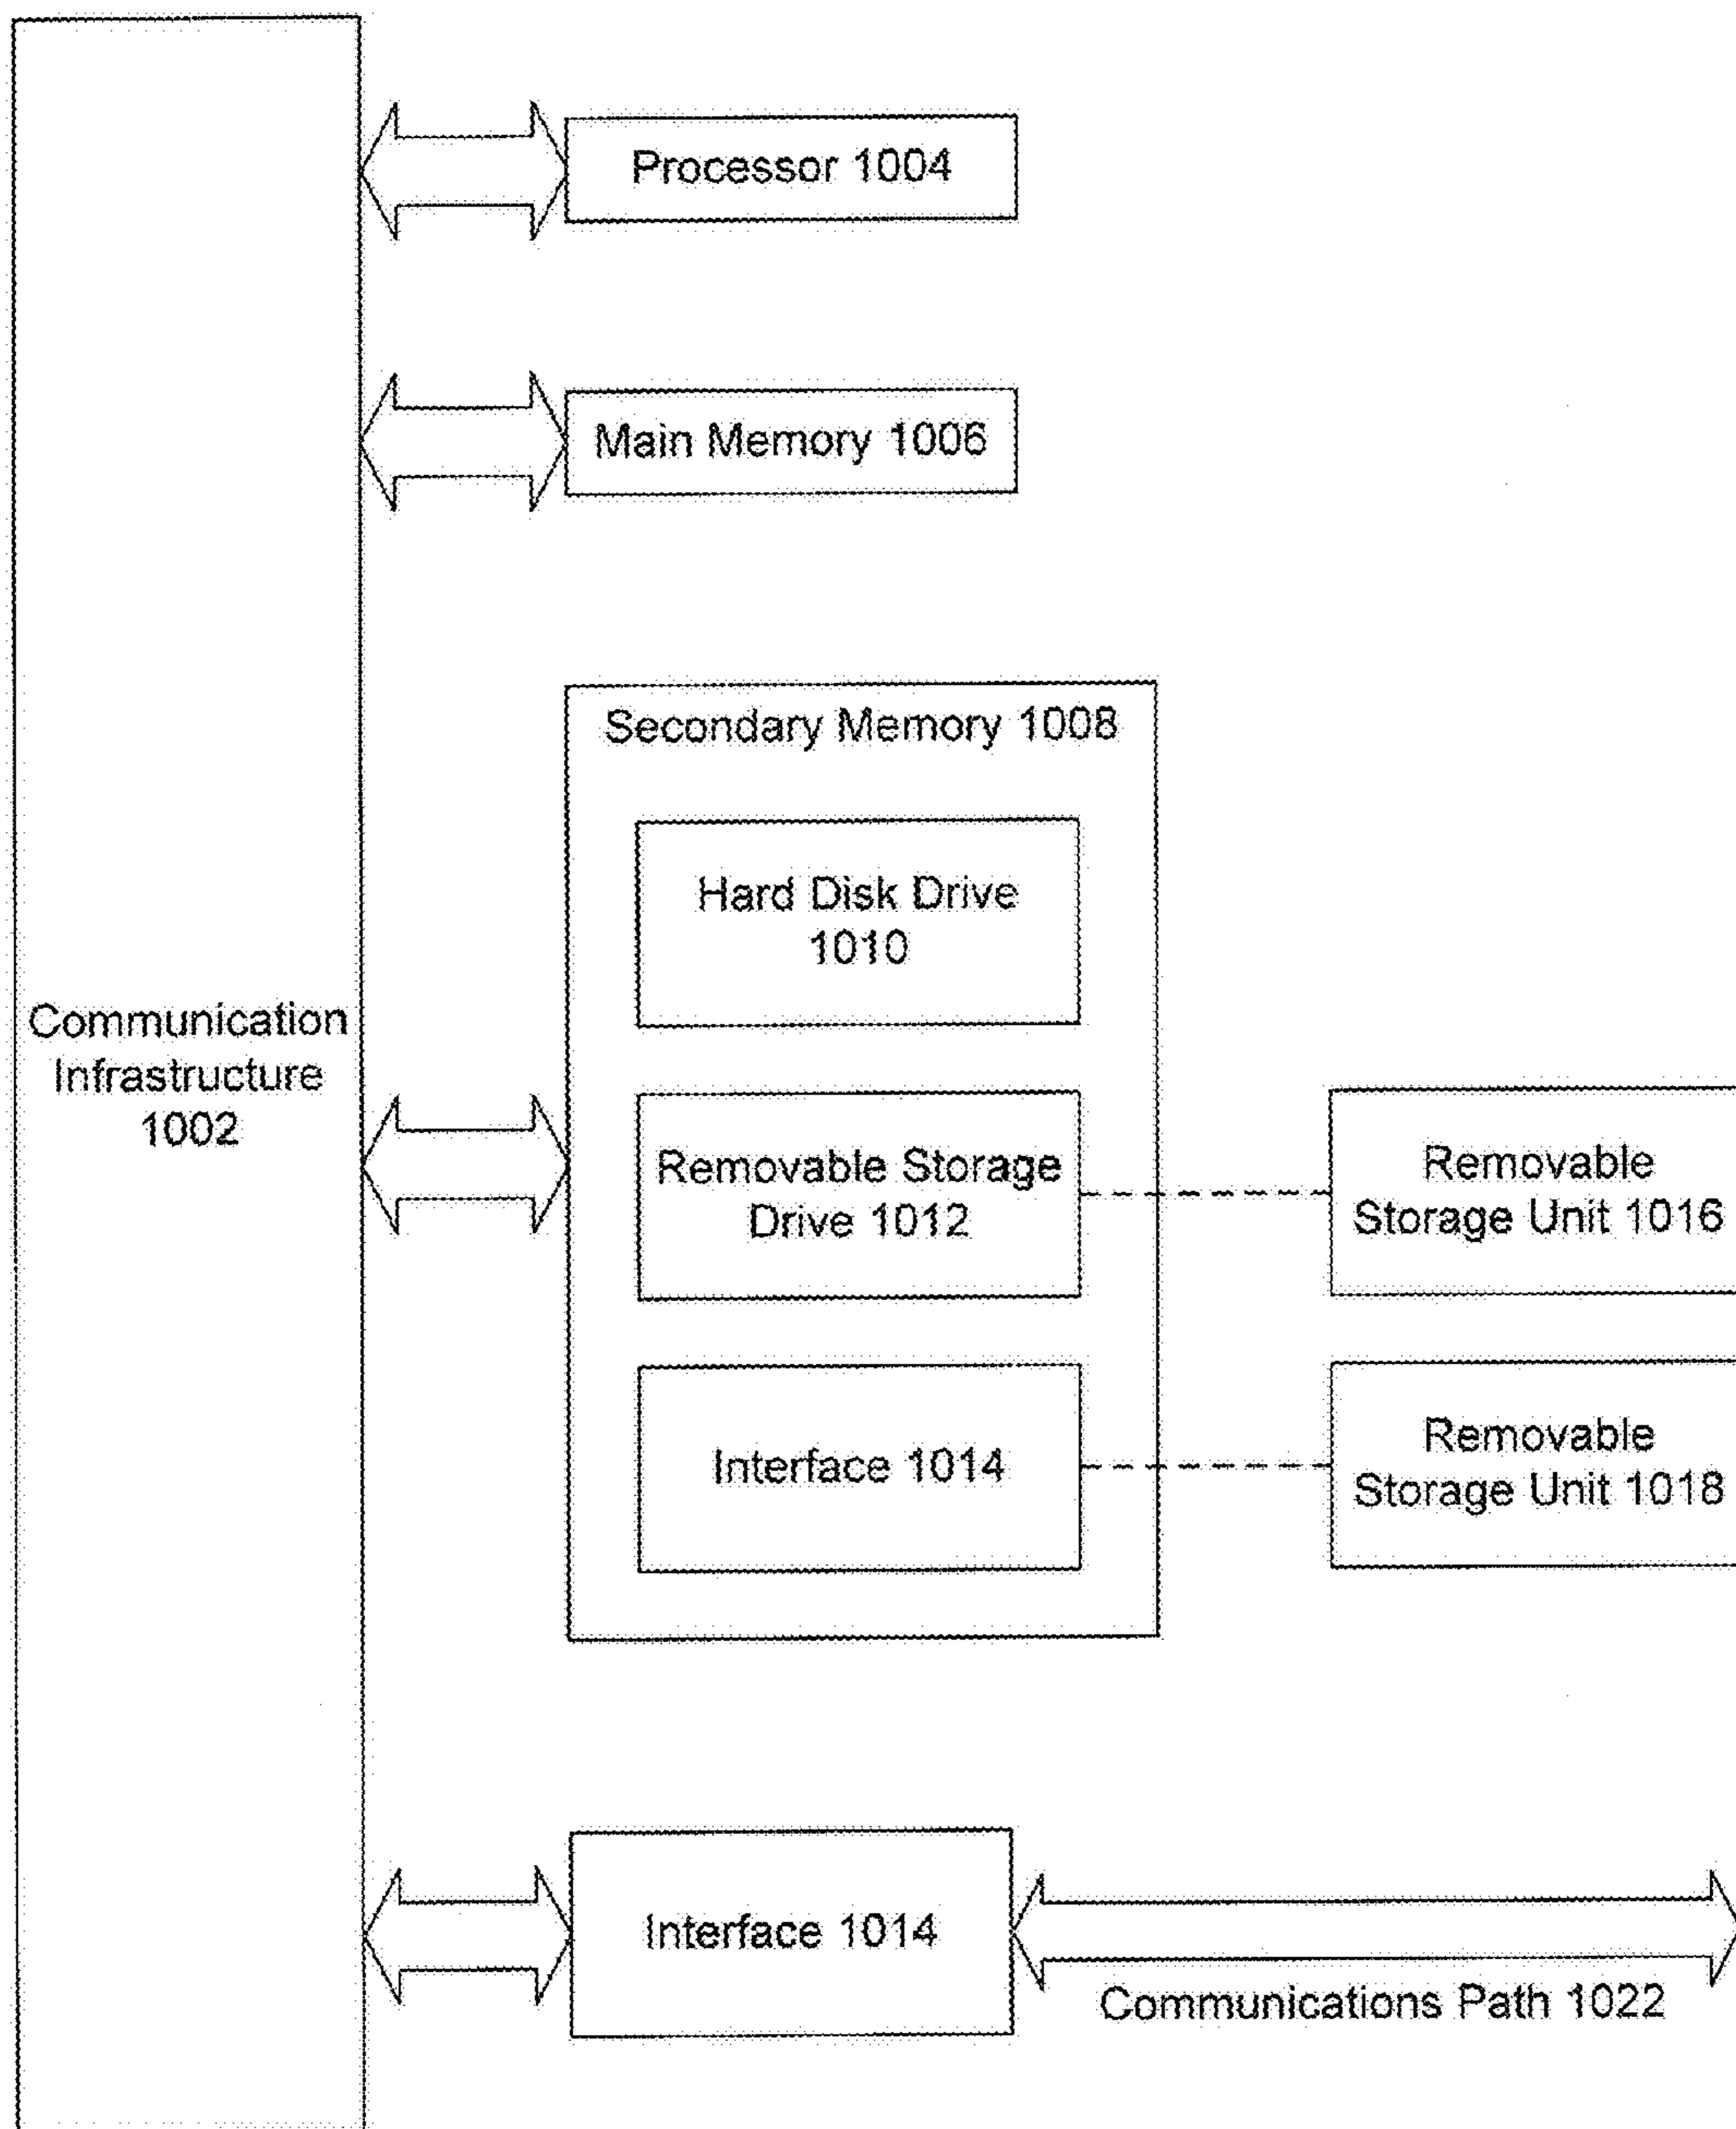 Processor 1004
Main Memory 1006
Secondary Memory 1008
Hard Disk Drive
1010
Communication
Infrastructure
1002
Removable Storage
Drive 1012
Removable
Storage Unit 1016
Interface 1014
Removable
Storage Unit 1018
Interface 1014
Communications Path 1022